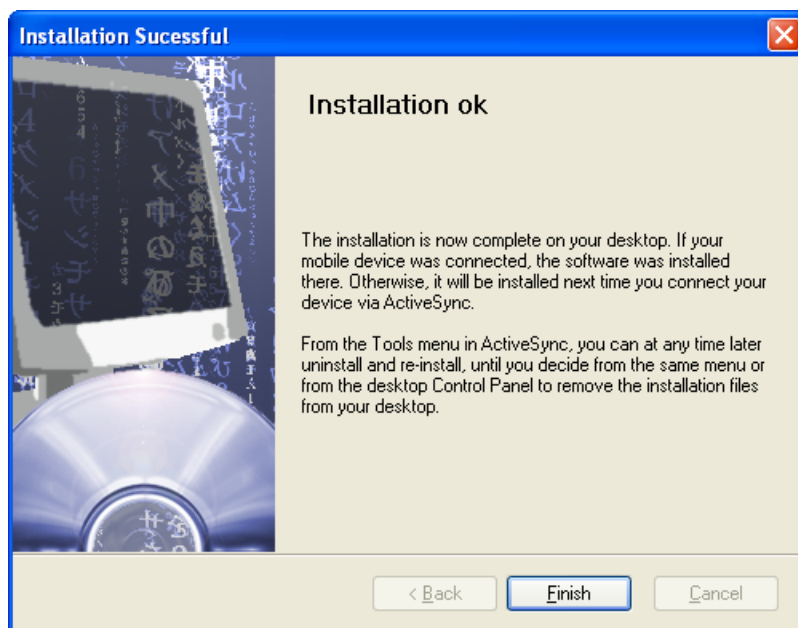 Installation Sucessful
Installation ok
The installation is now complete on your desktop. If your
mobile device was connected, the software was installed
there. Otherwise, it will be installed next time you connect your
device via ActiveSync.
From the Tools menu in ActiveSync, you can at any time later
uninstall and re-install, until you decide from the same menu or
from the desktop Control Panel to remove the installation files
from your desktop.
< Back
Finish
Cancel